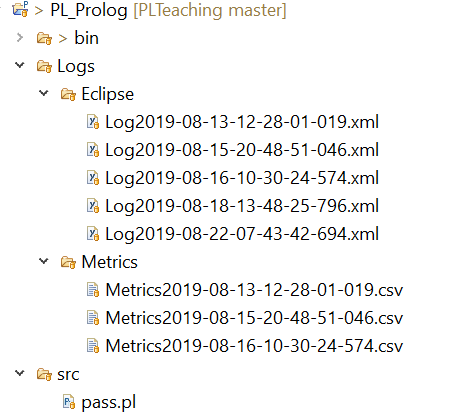 > PL_Prolog [PLTeaching master]
> bin
Logs
Eclipse
Log2019-08-13-12-28-01-019.xml
Log2019-08-15-20-48-51-046.xml
Log2019-08-16-10-30-24-574.xml
Log2019-08-18-13-48-25-796.xml
Log2019-08-22-07-43-42-694.xml
Metrics
Metrics2019-08-13-12-28-01-019.csv
Metrics2019-08-15-20-48-51-046.csv
Metrics2019-08-16-10-30-24-574.csv
src
pass.pl